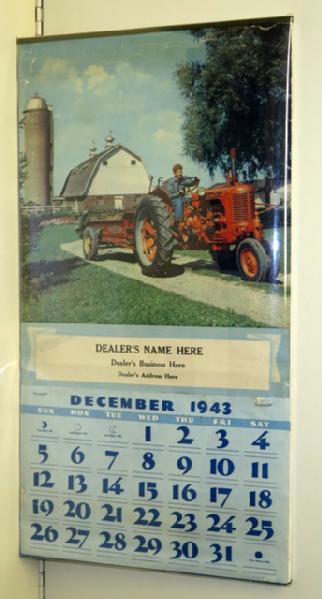 DEALER'S NAME HERE
Dealer's Business Here
Dealer's Address Here
DECEMBER 1943
SUN MON TUE WED THU FRI SAT
1 2 3 4
5 6 7 8 9 10 11
12 13 14 15 16 17 18
19 20 21 22 23 24 25
26 27 28 29 30 31